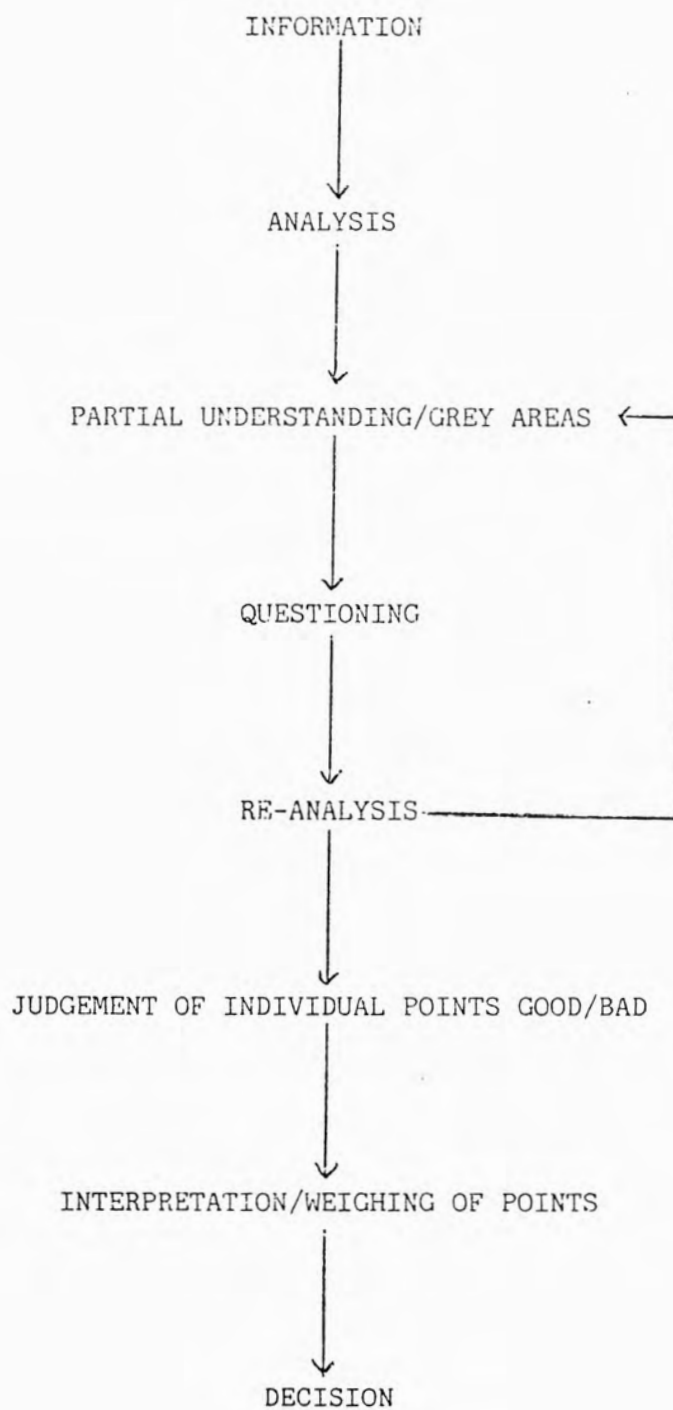 INFORMATION
ANALYSIS
PARTIAL UNDERSTANDING/GREY AREAS
QUESTIONING
RE-ANALYSIS
JUDGEMENT OF INDIVIDUAL POINTS GOOD/BAD
INTERPRETATION/WEIGHING OF POINTS
DECISION